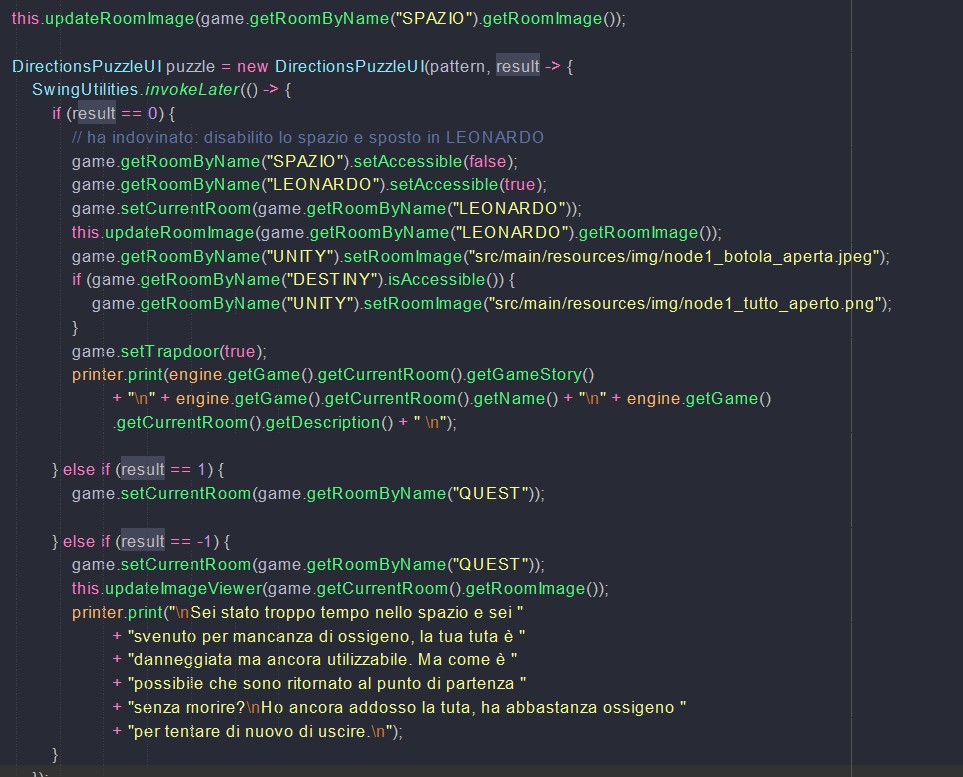 this.updateRoomImage(game.getRoomByName("SPAZIO").getRoomImage());
DirectionsPuzzleUI puzzle = new DirectionsPuzzleUI(pattern, result -> {
SwingUtilities.invokeLater(() -> {
if (result == 0) {
// ha indovinato: disabilito lo spazio e sposto in LEONARDO
game.getRoomByName("SPAZIO").setAccessible(false);
game.getRoomByName("LEONARDO").setAccessible(true);
game.setCurrentRoom(game.getRoomByName("LEONARDO"));
this.updateRoomImage(game.getRoomByName("LEONARDO").getRoomImage());
game.getRoomByName("UNITY").setRoomImage("src/main/resources/img/node1_botola_aperta.jpeg");
if (game.getRoomByName("DESTINY").isAccessible()) {
game.getRoomByName("UNITY").setRoomImage("src/main/resources/img/node1_tutto_aperto.png");
}
game.setTrapdoor(true);
printer.print(engine.getGame().getCurrentRoom().getGameStory()
+ "\n" + engine.getGame().getCurrentRoom().getName() + "\n" + engine.getGame()
.getCurrentRoom().getDescription() + " \n");
} else if (result == 1) {
game.setCurrentRoom(game.getRoomByName("QUEST"));
} else if (result == -1) {
game.setCurrentRoom(game.getRoomByName("QUEST"));
this.updateImageViewer(game.getCurrentRoom().getRoomImage());
printer.print("\nSei stato troppo tempo nello spazio e sei "
+ "svenuto per mancanza di ossigeno, la tua tuta è "
+ "danneggiata ma ancora utilizzabile. Ma come è "
+ "possibile che sono ritornato al punto di partenza "
+ "senza morire?\nHo ancora addosso la tuta, ha abbastanza ossigeno "
+ "per tentare di nuovo di uscire.\n");
}
});